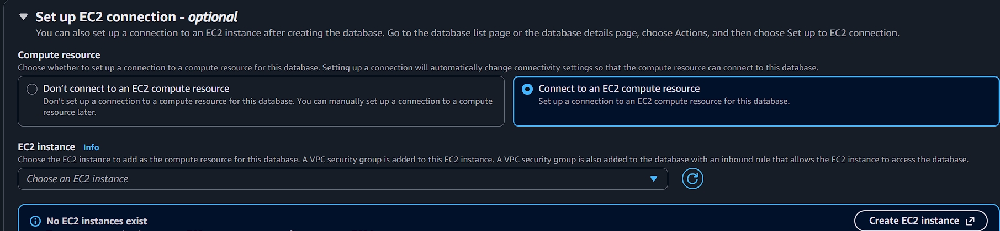 Set up EC2 connection - optional
You can also set up a connection to an EC2 instance after creating the database. Go to the database list page or the database details page, choose Actions, and then choose Set up to EC2 connection.
Compute resource
Choose whether to set up a connection to a compute resource for this database. Setting up a connection will automatically change connectivity settings so that the compute resource can connect to this database.
Don't connect to an EC2 compute resource
Don't set up a connection to a compute resource for this database. You can manually set up a connection to a compute
resource later.
Connect to an EC2 compute resource
Set up a connection to an EC2 compute resource for this database.
EC2 instance Info
Choose the EC2 instance to add as the compute resource for this database. A VPC security group is added to this EC2 instance. A VPC security group is also added to the database with an inbound rule that allows the EC2 instance to access the database.
Choose an EC2 instance
No EC2 instances exist
Create EC2 instance